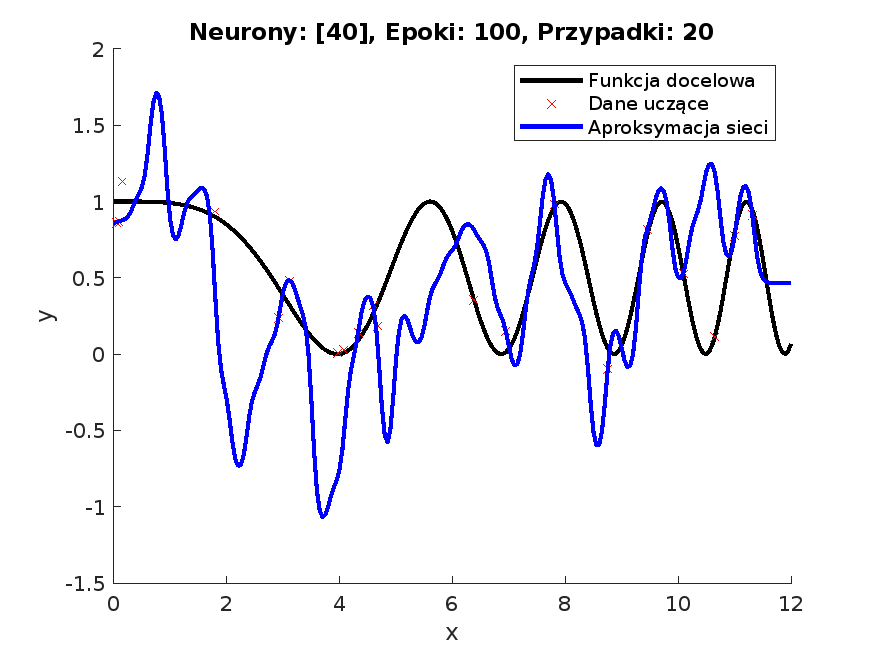 Neurony: [40], Epoki: 100, Przypadki: 20
Funkcja docelowa
Dane uczące
Aproksymacja sieci
2
1.5
1
0.5
0
-0.5
-1
-1.5
y
0 2 4 6 8 10 12
x